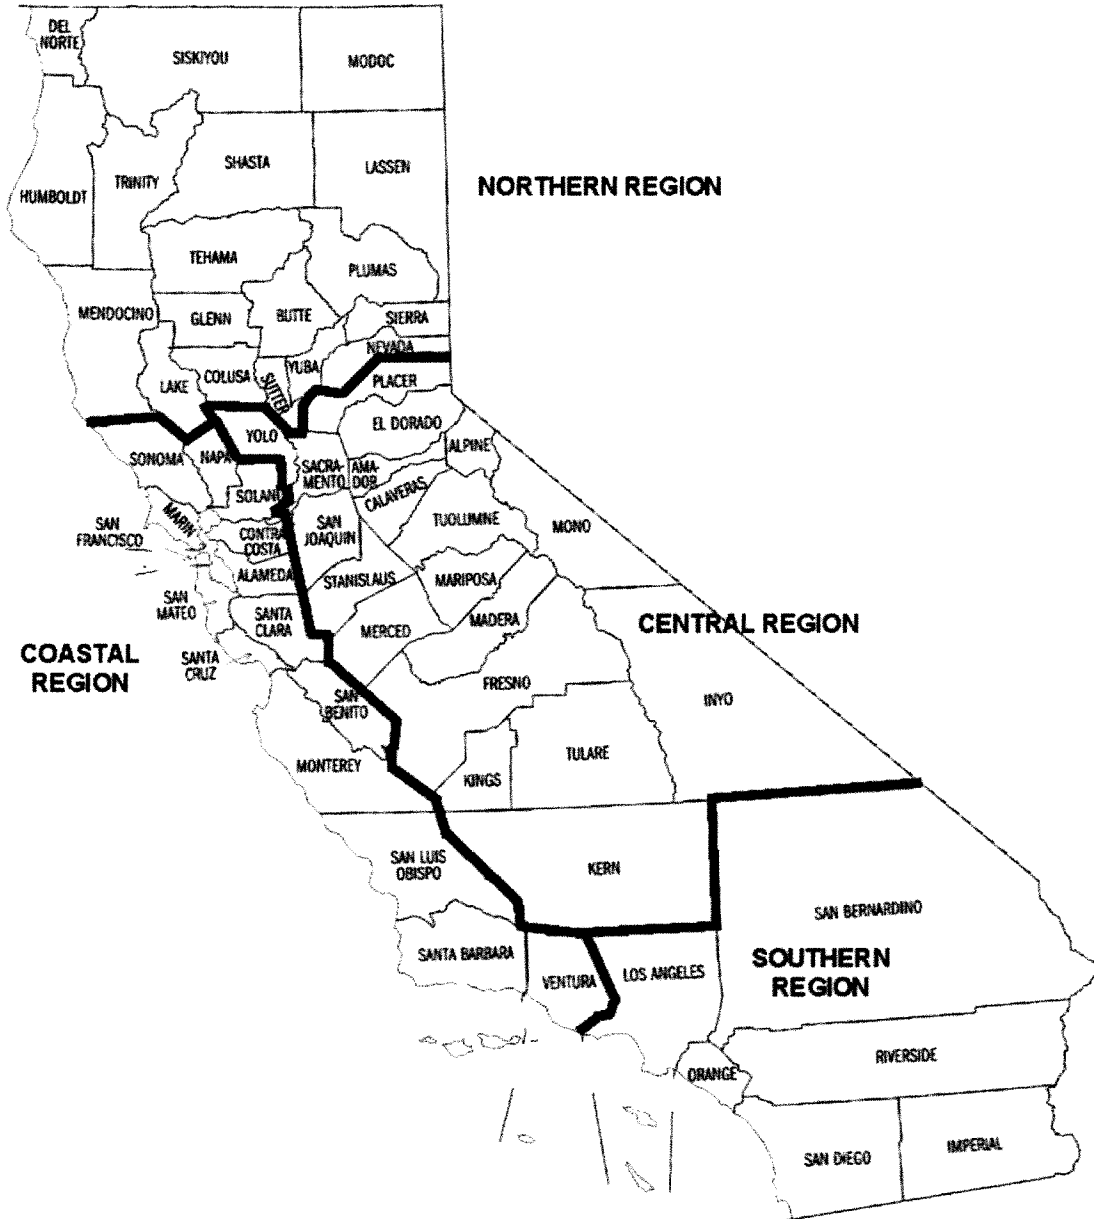 DEL
NORTE
SISKIYOU
MODOC
HUMBOLDT
TRINITY
SHASTA
LASSEN
NORTHERN REGION
TEHAMA
PLUMAS
MENDOCINO
GLENN
BUTTE
SIERRA
NEVADA
YUBA
LAKE
COLUSA
SUTTER
PLACER
EL DORADO
YOLO
SONOMA
NAPA
SACRA-
MENTO
AMA-
DOR
ALPINE
SOLANO
CALAVERAS
MARIN
SAN
FRANCISCO
CONTRA
COSTA
SAN
JOAQUIN
TUOLUMNE
MONO
ALAMEDA
STANISLAUS
MARIPOSA
SAN
MATEO
SANTA
CLARA
MERCED
MADERA
CENTRAL REGION
COASTAL
REGION
SANTA
CRUZ
FRESNO
SAN
BENITO
INYO
MONTEREY
KINGS
TULARE
SAN LUIS
OBISPO
KERN
SAN BERNARDINO
SANTA BARBARA
VENTURA
LOS ANGELES
SOUTHERN
REGION
ORANGE
RIVERSIDE
SAN DIEGO
IMPERIAL